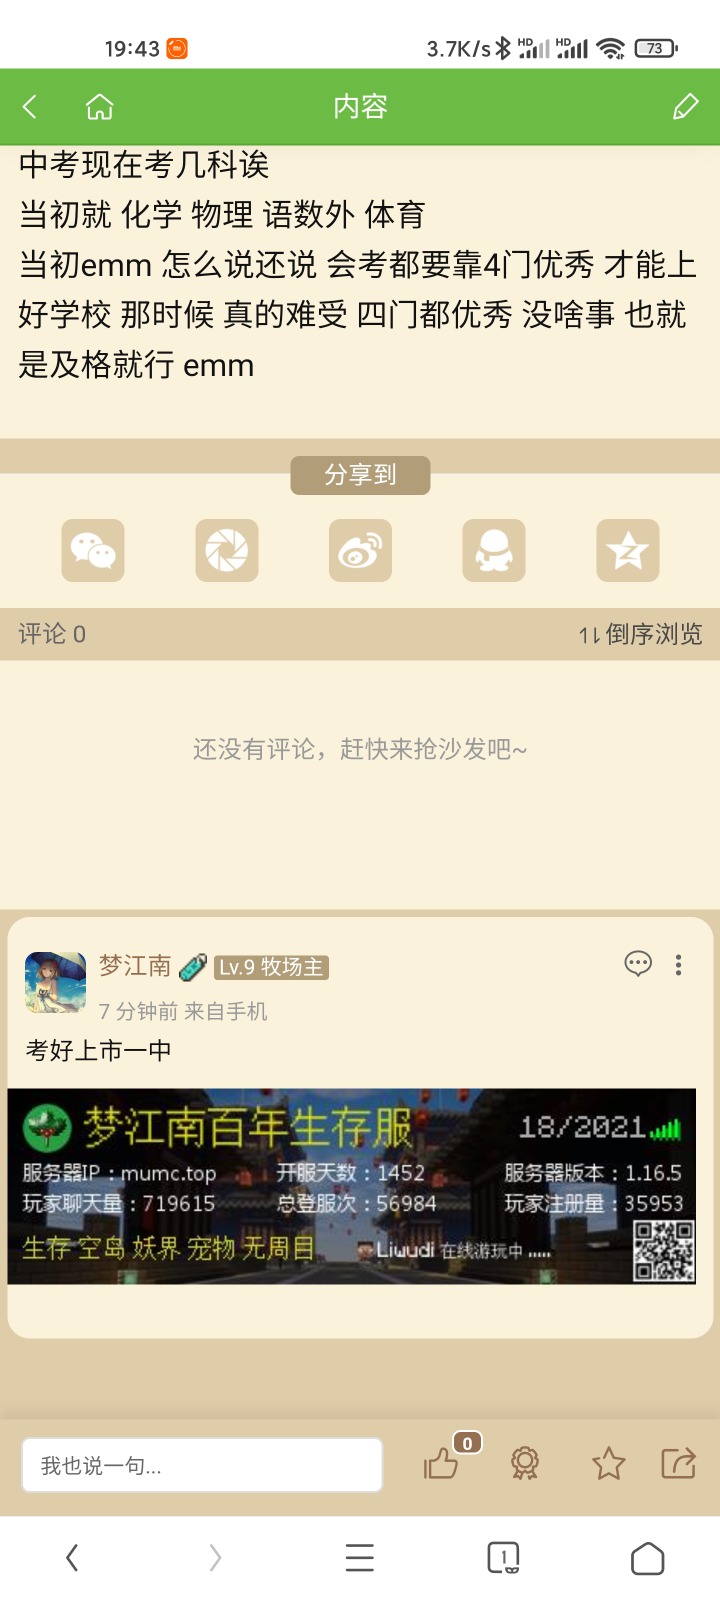 19:43
3.7K/s HD HD 73
内容
中考现在考几科诶
当初就 化学 物理 语数外 体育
当初emm 怎么说还说 会考都要靠4门优秀 才能上
好学校 那时候 真的难受 四门都优秀 没啥事 也就
是及格就行 emm
分享到
评论 0
倒序浏览
还没有评论，赶快来抢沙发吧~
梦江南 Lv.9 牧场主
7 分钟前 来自手机
考好上市一中
梦江南百年生存服 18/2021
服务器IP：mumc.top 开服天数：1452 服务器版本：1.16.5
玩家聊天量：719615 总登服次：56984 玩家注册量：35953
生存 空岛 妖界 宠物 无周目 Liwudi 在线游玩中 .....
0
我也说一句...
1